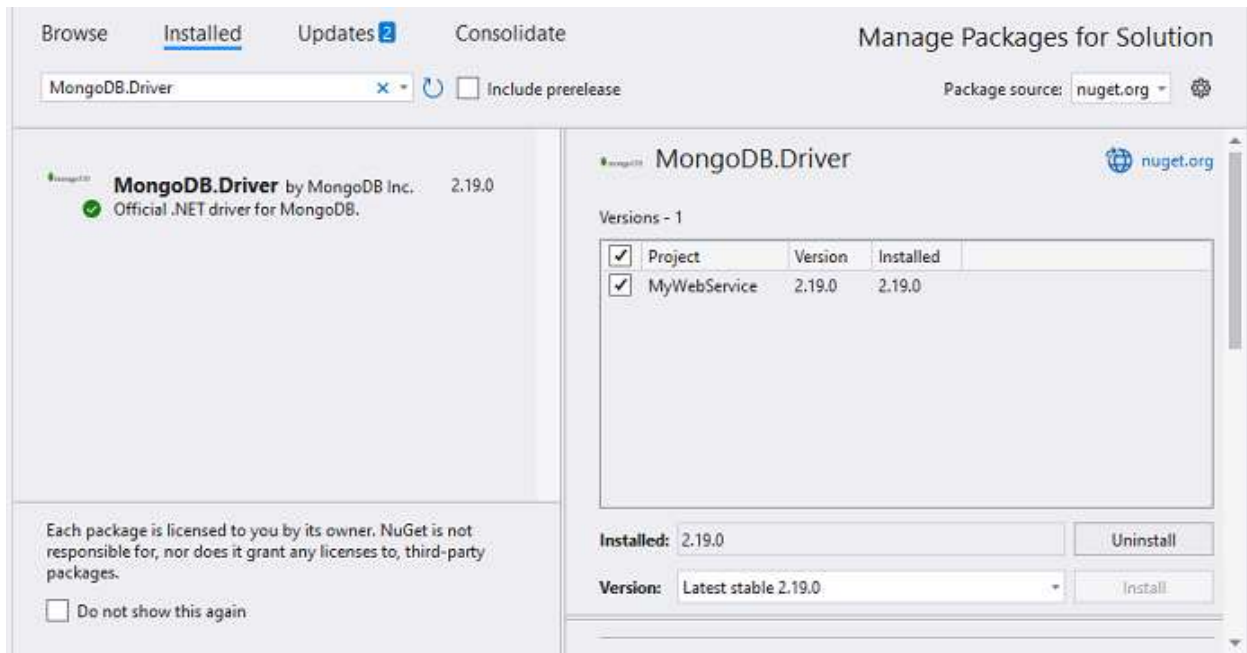 Browse Installed Updates 2 Consolidate Manage Packages for Solution
MongoDB.Driver Include prerelease Package source: nuget.org
MongoDB.Driver by MongoDB Inc. 2.19.0
Official .NET driver for MongoDB.
Each package is licensed to you by its owner. NuGet is not
responsible for, nor does it grant any licenses to, third-party
packages.
Do not show this again
MongoDB.Driver nuget.org
Versions - 1
Project Version Installed
MyWebService 2.19.0 2.19.0
Installed: 2.19.0 Uninstall
Version: Latest stable 2.19.0 Install